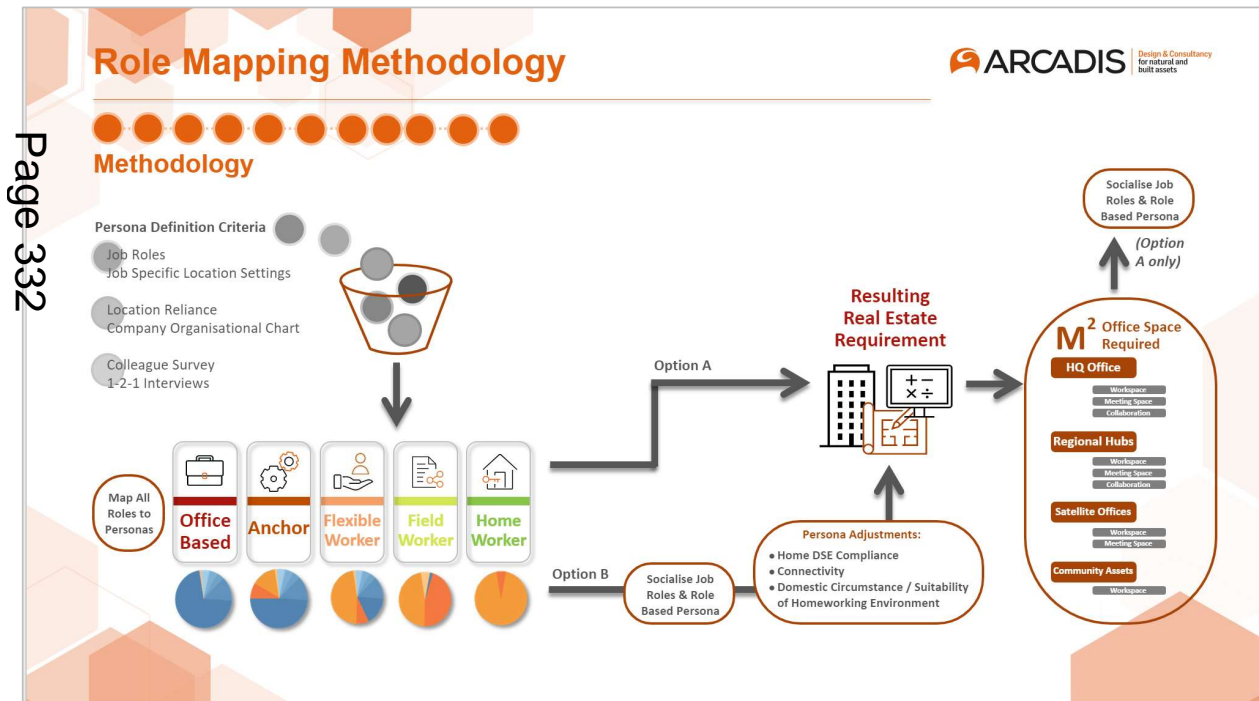 Page 332
Role Mapping Methodology
ARCADIS
Design & Consultancy
for natural and
built assets
Methodology
Persona Definition Criteria
Job Roles
Job Specific Location Settings
Location Reliance
Company Organisational Chart
Colleague Survey
1-2-1 Interviews
Map All
Roles to
Personas
Office
Based
Anchor
Flexible
Worker
Field
Worker
Home
Worker
Option A
Option B
Socialise Job
Roles & Role
Based Persona
Persona Adjustments:
• Home DSE Compliance
• Connectivity
• Domestic Circumstance / Suitability
of Homeworking Environment
Resulting
Real Estate
Requirement
+ −
× ÷
Socialise Job
Roles & Role
Based Persona
(Option
A only)
M² Office Space
Required
HQ Office
Workspace
Meeting Space
Collaboration
Regional Hubs
Workspace
Meeting Space
Collaboration
Satellite Offices
Workspace
Meeting Space
Community Assets
Workspace